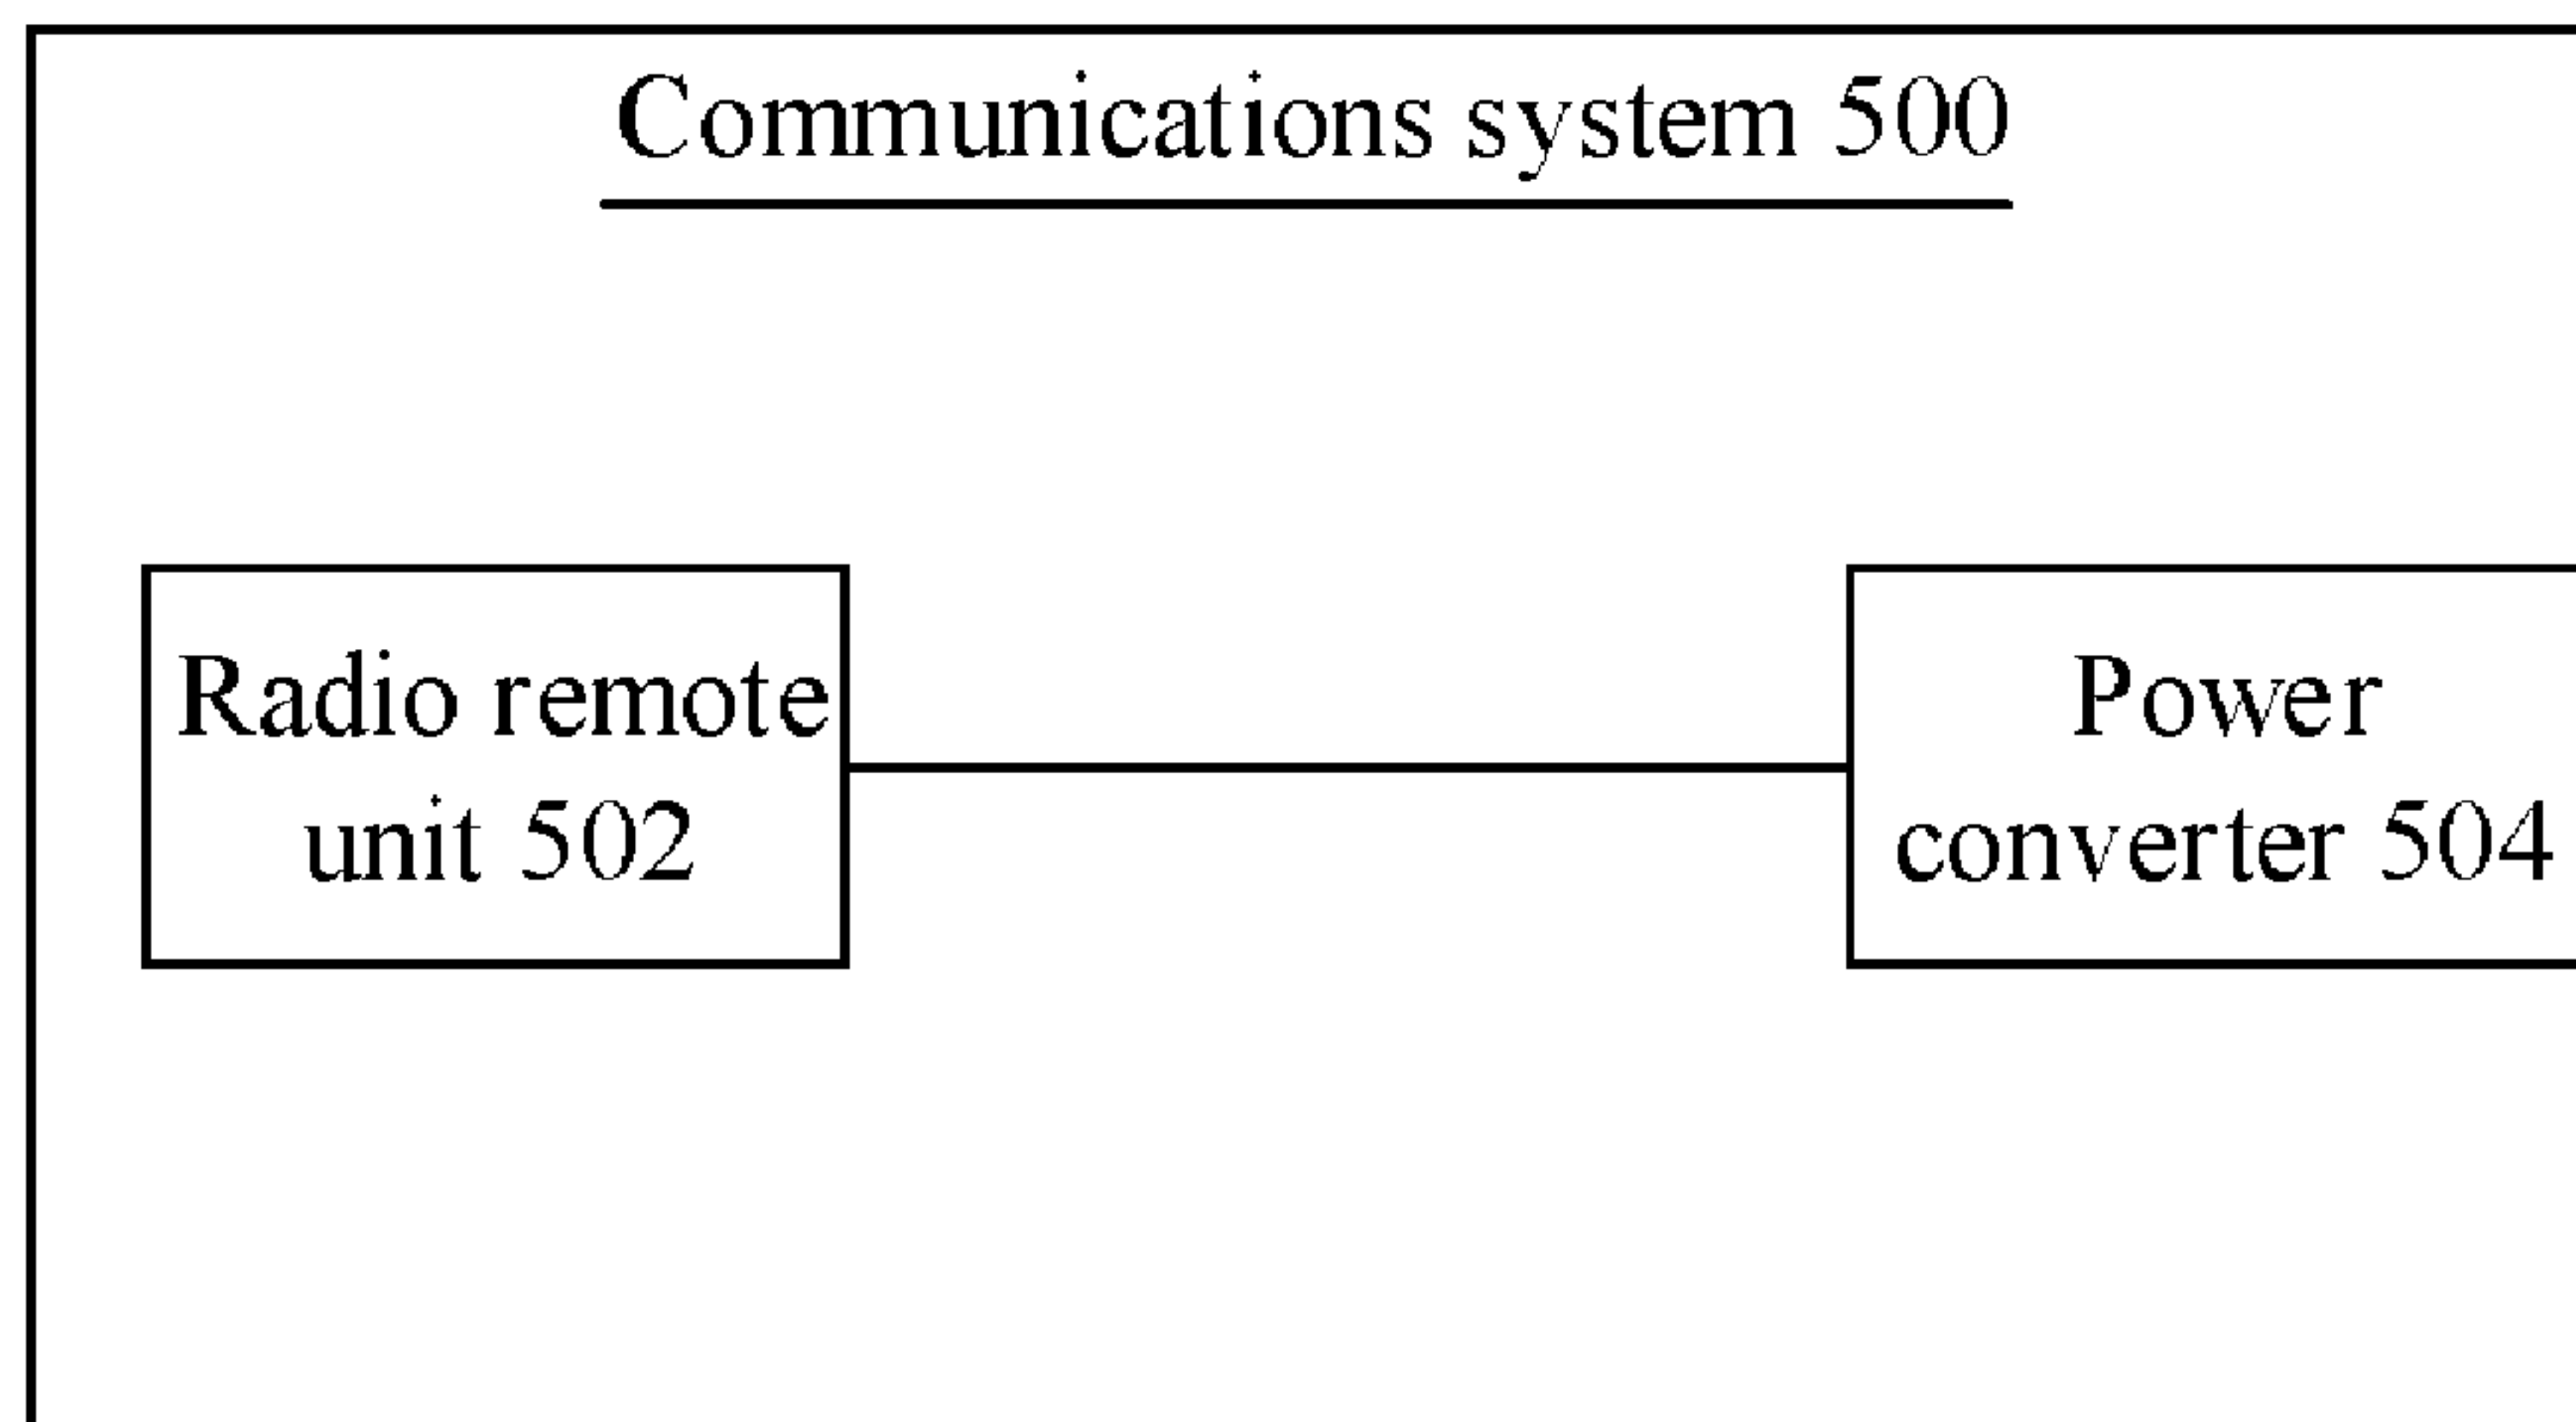 Communications system 500
Radio remote
unit 502
Power
converter 504